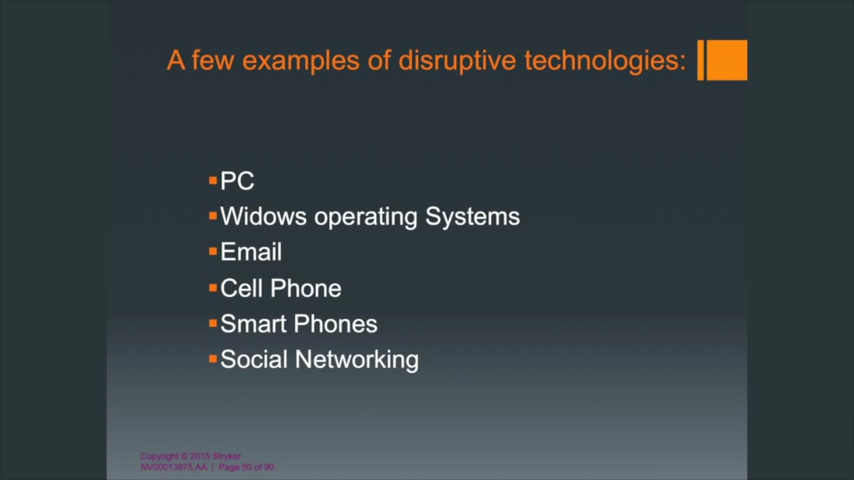 A few examples of disruptive technologies:
PC
Widows operating Systems
Email
Cell Phone
Smart Phones
Social Networking
Copyright © 2015 Stryker
NV00013875.AA | Page 50 of 90